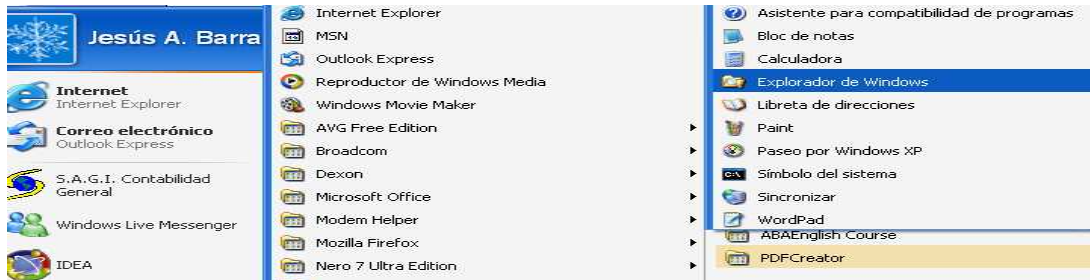 Jesús A. Barra
Internet
Internet Explorer
Correo electrónico
Outlook Express
S.A.G.I. Contabilidad
General
Windows Live Messenger
IDEA
Internet Explorer
MSN
Outlook Express
Reproductor de Windows Media
Windows Movie Maker
AVG Free Edition
Broadcom
Dexon
Microsoft Office
Modem Helper
Mozilla Firefox
Nero 7 Ultra Edition
Asistente para compatibilidad de programas
Bloc de notas
Calculadora
Explorador de Windows
Libreta de direcciones
Paint
Paseo por Windows XP
Símbolo del sistema
Sincronizar
WordPad
ABAEnglish Course
PDFCreator